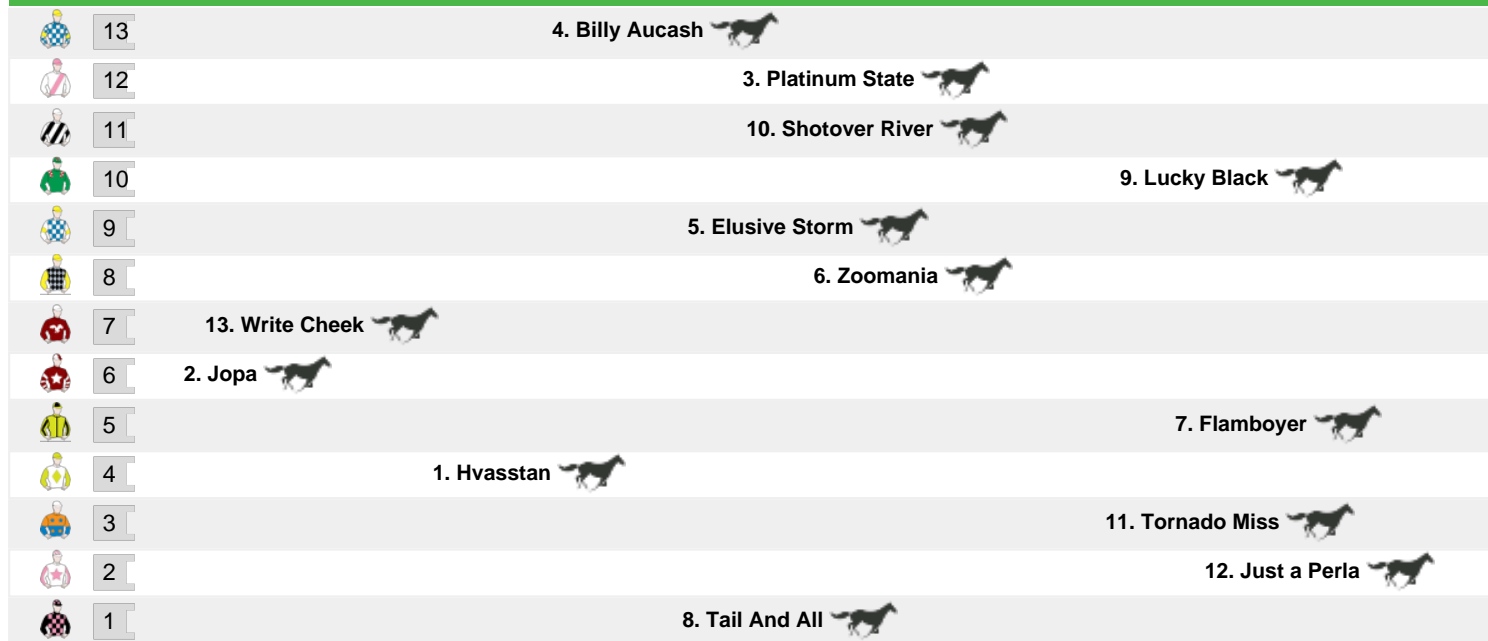 13 4. Billy Aucash
12 3. Platinum State
11 10. Shotover River
10 9. Lucky Black
9 5. Elusive Storm
8 6. Zoomania
7 13. Write Cheek
6 2. Jopa
5 7. Flamboyer
4 1. Hvasstan
3 11. Tornado Miss
2 12. Just a Perla
1 8. Tail And All